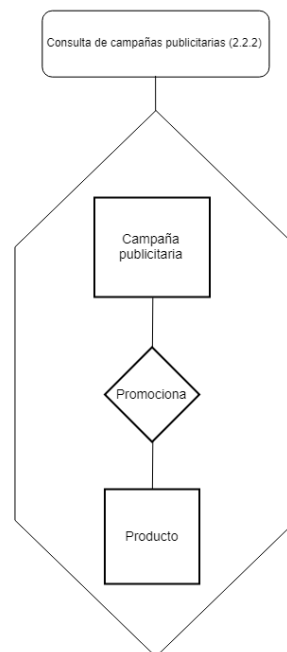 Consulta de campañas publicitarias (2.2.2)
Campaña
publicitaria
Promociona
Producto